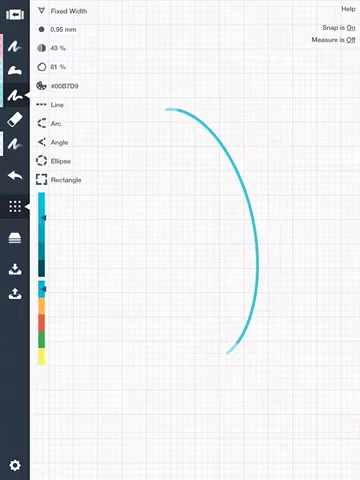 Fixed Width
Help
0.95 mm
Snap is On
Measure is Off
40 %
61 %
#00B7D9
Line
Arc
Angle
Ellipse
Rectangle